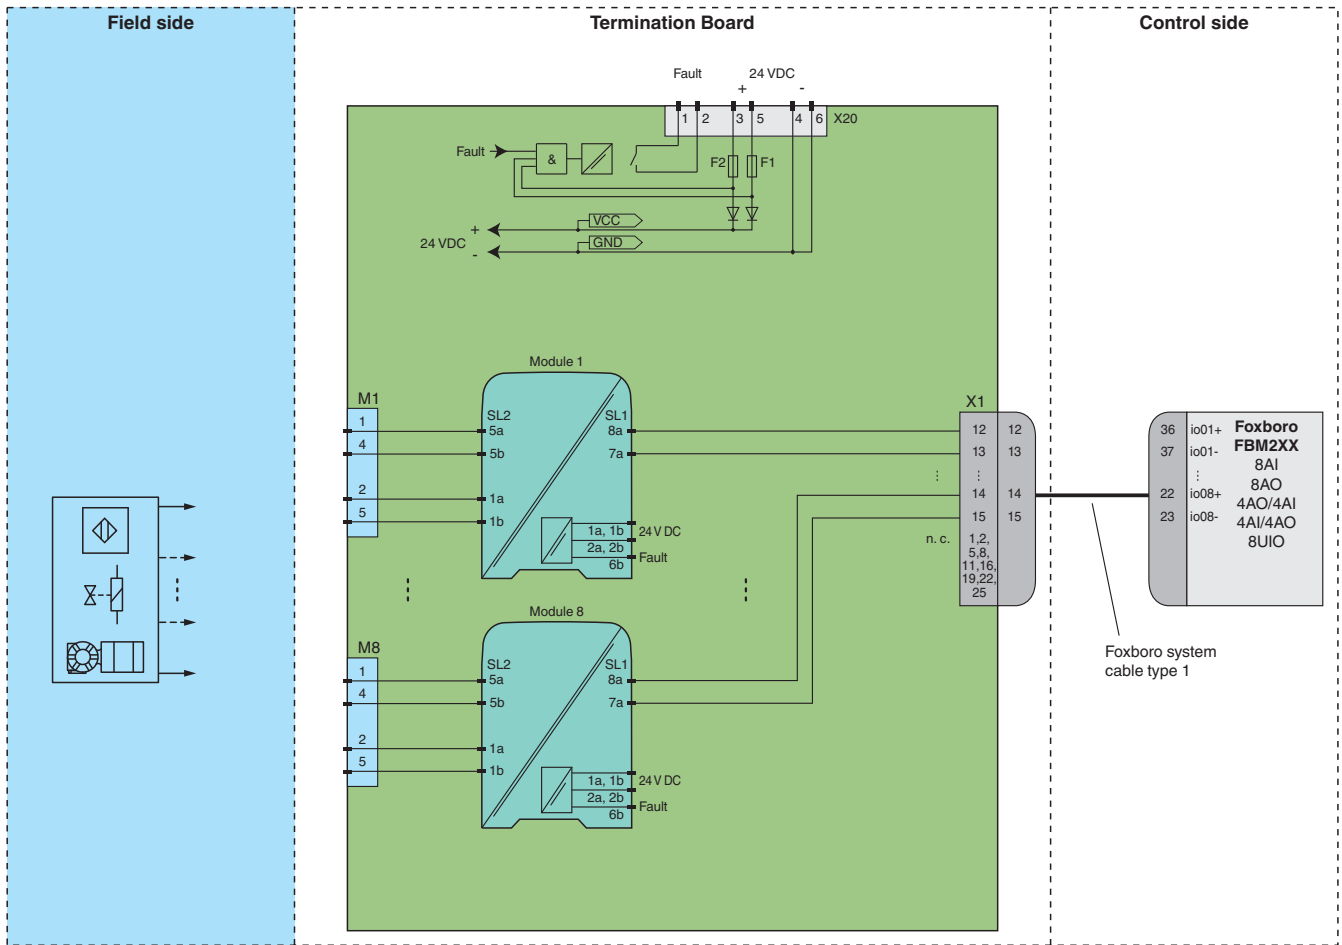 Field side
Termination Board
Control side
Fault
24 VDC
+
-
1
2
3
5
4
6
X20
Fault
&
F2
F1
VCC
+
24 VDC
GND
-
Module 1
M1
1
4
2
5
SL2
5a
5b
1a
1b
SL1
8a
7a
1a, 1b
24 V DC
2a, 2b
Fault
6b
X1
12
12
13
13
14
14
15
15
n. c.
1,2,
5,8,
11,16,
19,22,
25
36
io01+
37
io01-
22
io08+
23
io08-
Foxboro
FBM2XX
8AI
8AO
4AO/4AI
4AI/4AO
8UIO
Foxboro system
cable type 1
Module 8
M8
1
4
2
5
SL2
5a
5b
1a
1b
SL1
8a
7a
1a, 1b
24 V DC
2a, 2b
Fault
6b